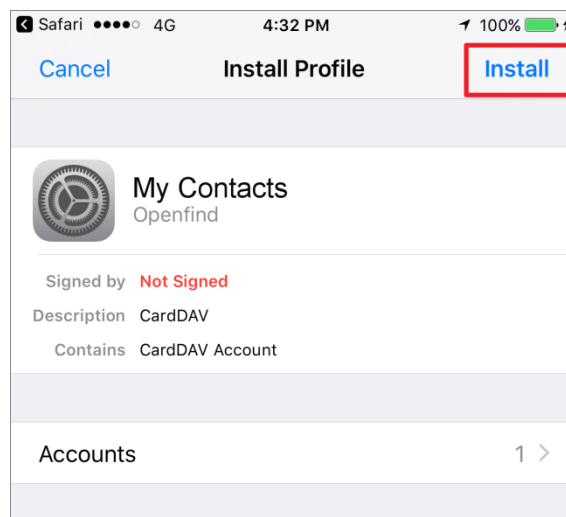 Safari 4G 4:32 PM 100%
Cancel Install Profile Install
My Contacts
Openfind
Signed by Not Signed
Description CardDAV
Contains CardDAV Account
Accounts 1